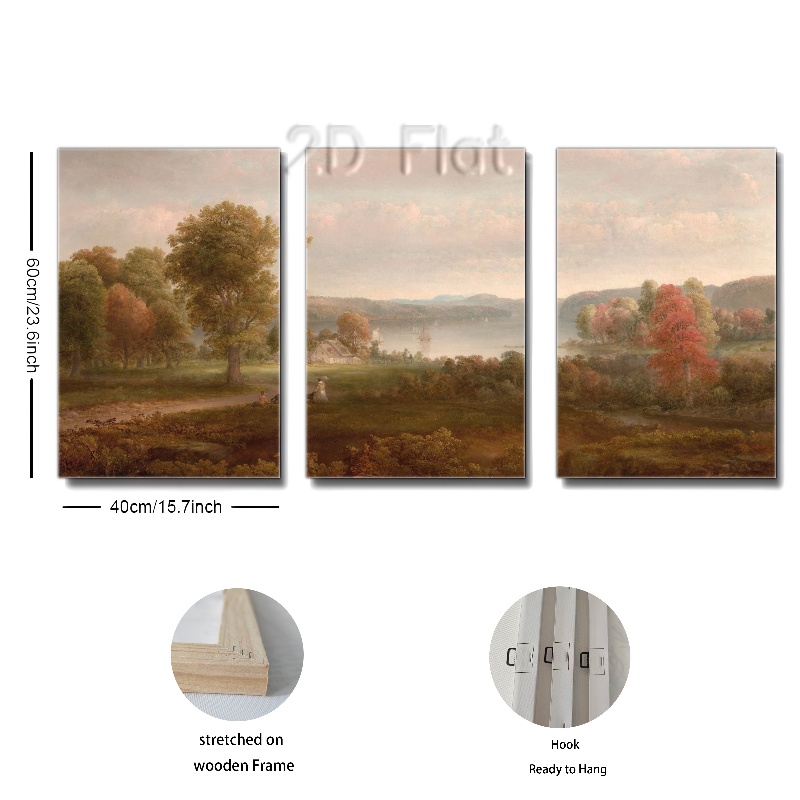 2D Flat
60cm/23.6inch
40cm/15.7inch
stretched on
wooden Frame
Hook
Ready to Hang